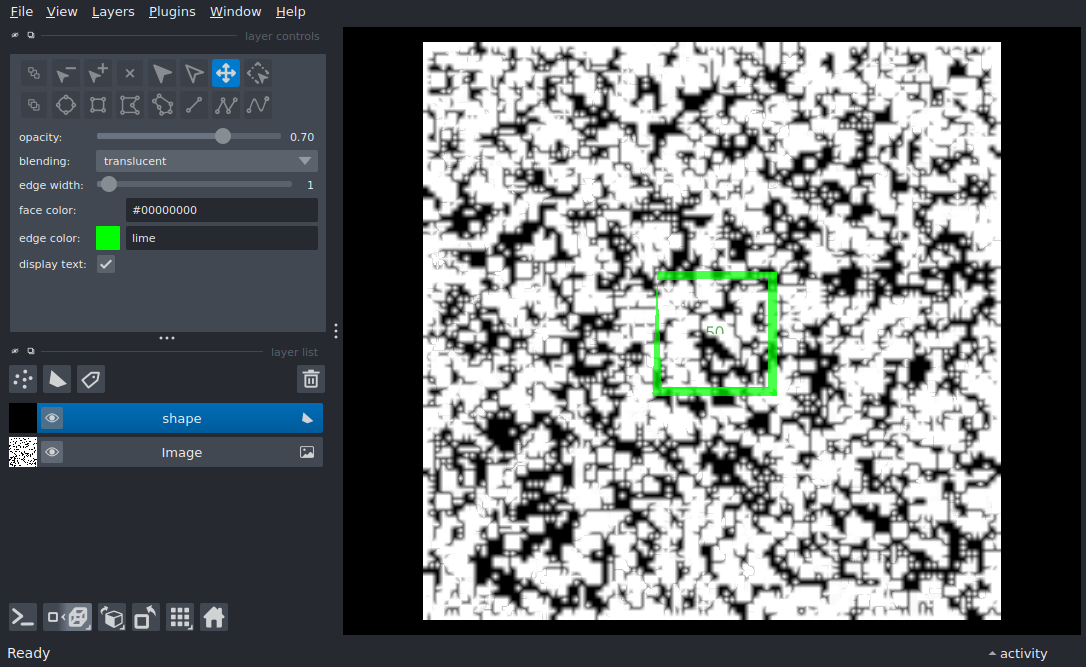 File View Layers Plugins Window Help
layer controls
opacity: 0.70
blending: translucent
edge width: 1
face color: #00000000
edge color: lime
display text:
50
layer list
shape
Image
Ready
activity